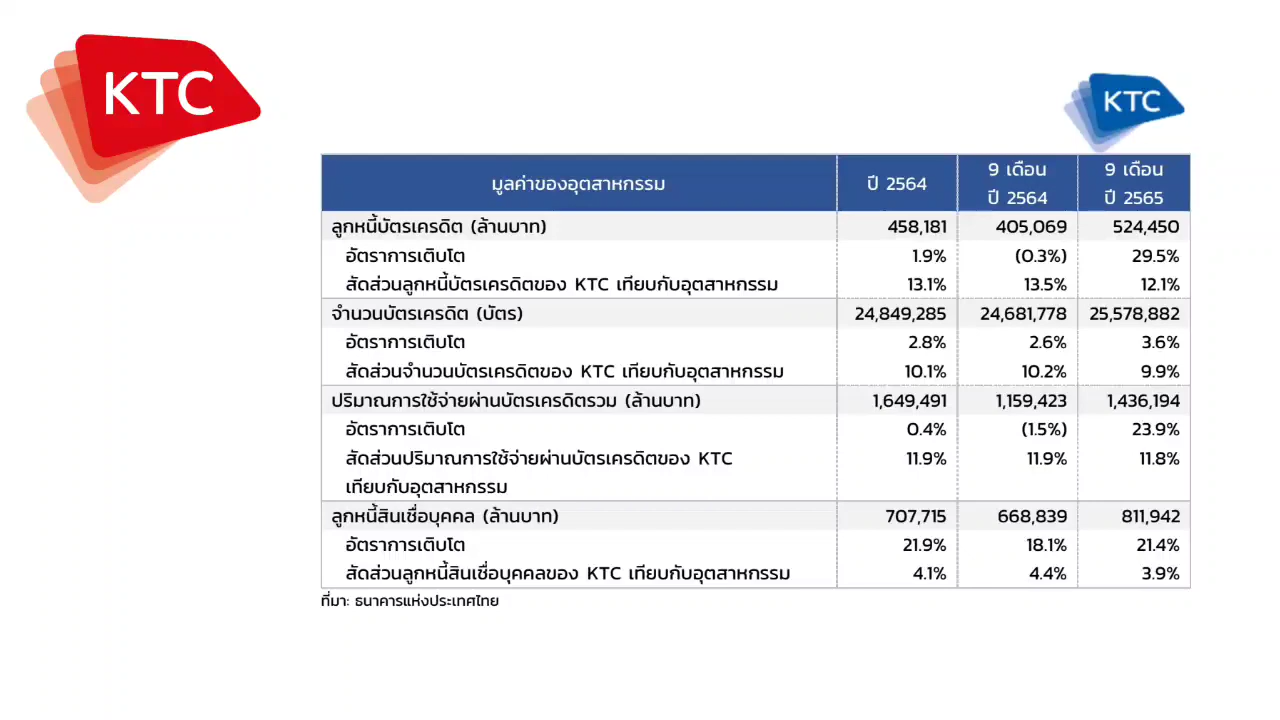 KTC
KTC
มูลค่าของอุตสาหกรรม ปี 2564 9 เดือน ปี 2564 9 เดือน ปี 2565
ลูกหนี้บัตรเครดิต (ล้านบาท) 458,181 405,069 524,450
อัตราการเติบโต 1.9% (0.3%) 29.5%
สัดส่วนลูกหนี้บัตรเครดิตของ KTC เทียบกับอุตสาหกรรม 13.1% 13.5% 12.1%
จำนวนบัตรเครดิต (บัตร) 24,849,285 24,681,778 25,578,882
อัตราการเติบโต 2.8% 2.6% 3.6%
สัดส่วนจำนวนบัตรเครดิตของ KTC เทียบกับอุตสาหกรรม 10.1% 10.2% 9.9%
ปริมาณการใช้จ่ายผ่านบัตรเครดิตรวม (ล้านบาท) 1,649,491 1,159,423 1,436,194
อัตราการเติบโต 0.4% (1.5%) 23.9%
สัดส่วนปริมาณการใช้จ่ายผ่านบัตรเครดิตของ KTC 11.9% 11.9% 11.8%
เทียบกับอุตสาหกรรม
ลูกหนี้สินเชื่อบุคคล (ล้านบาท) 707,715 668,839 811,942
อัตราการเติบโต 21.9% 18.1% 21.4%
สัดส่วนลูกหนี้สินเชื่อบุคคลของ KTC เทียบกับอุตสาหกรรม 4.1% 4.4% 3.9%
ที่มา: ธนาคารแห่งประเทศไทย